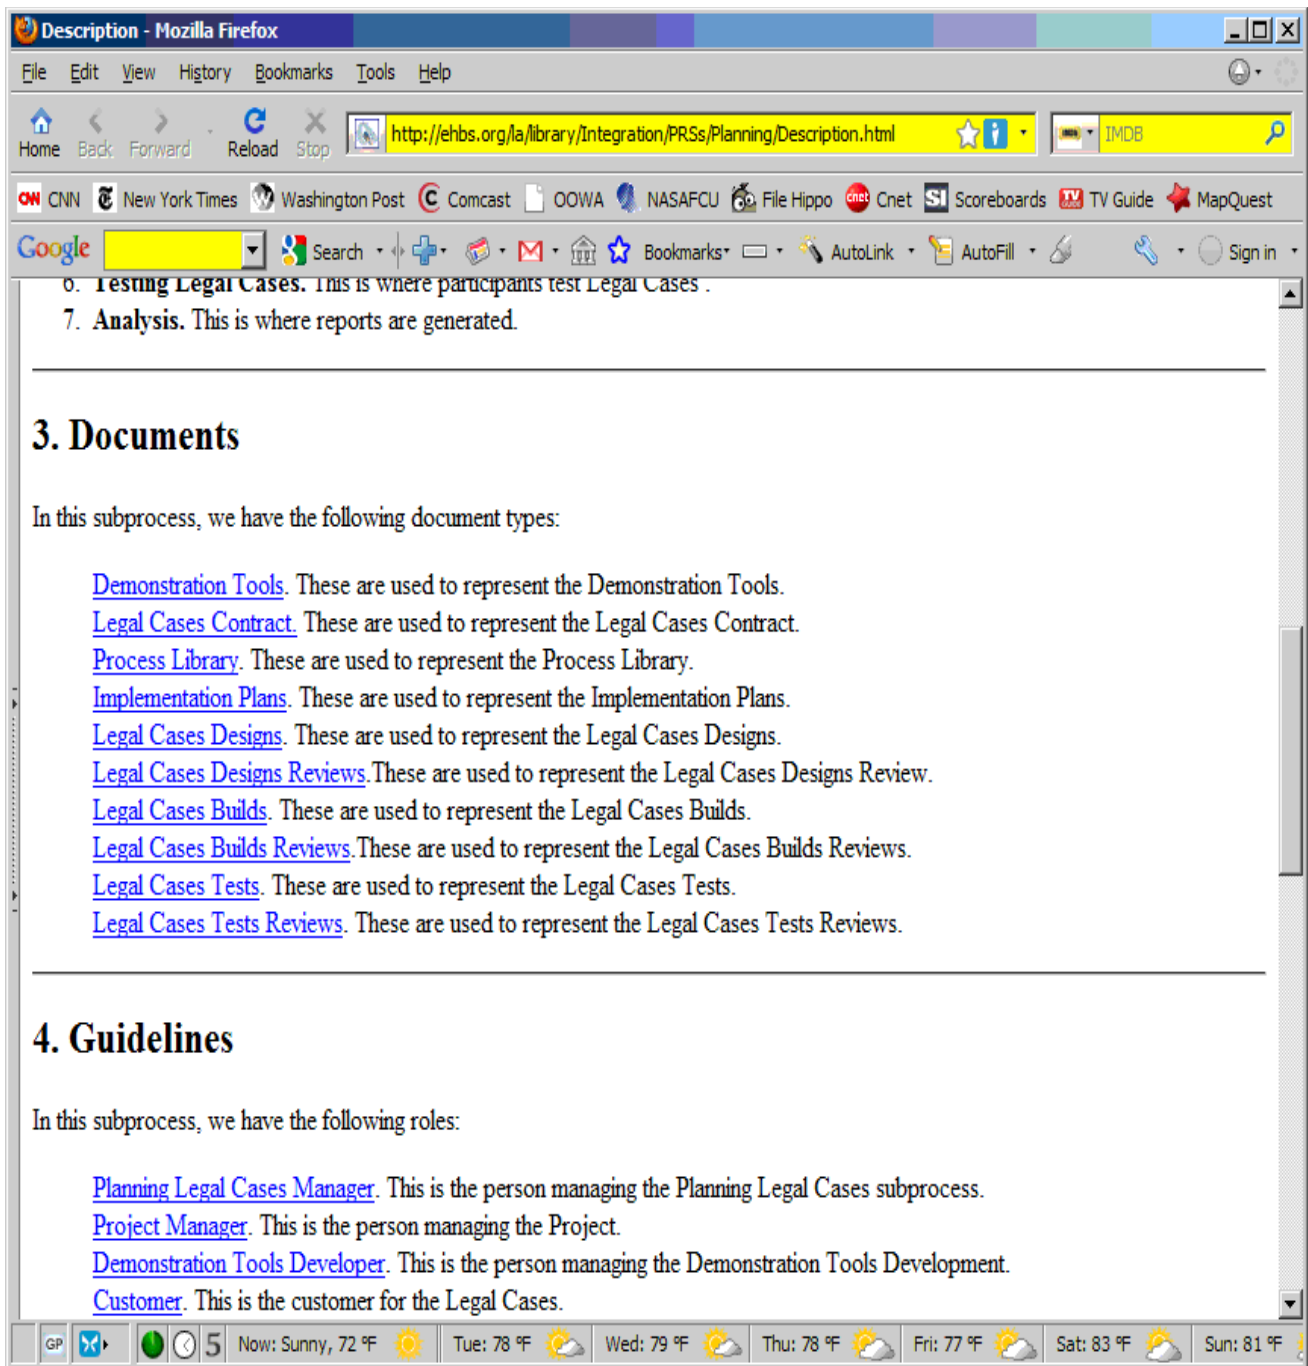 Description - Mozilla Firefox
File Edit View History Bookmarks Tools Help
Home Back Forward Reload Stop http://ehbs.org/la/library/Integration/PRSs/Planning/Description.html IMDB
CNN CNN New York Times Washington Post Comcast OOWA NASAFCU File Hippo cnet Cnet SI Scoreboards TV Guide MapQuest
Google Search Bookmarks AutoLink AutoFill Sign in
6. Testing Legal Cases. This is where participants test Legal Cases .
7. Analysis. This is where reports are generated.
3. Documents
In this subprocess, we have the following document types:
Demonstration Tools. These are used to represent the Demonstration Tools.
Legal Cases Contract. These are used to represent the Legal Cases Contract.
Process Library. These are used to represent the Process Library.
Implementation Plans. These are used to represent the Implementation Plans.
Legal Cases Designs. These are used to represent the Legal Cases Designs.
Legal Cases Designs Reviews.These are used to represent the Legal Cases Designs Review.
Legal Cases Builds. These are used to represent the Legal Cases Builds.
Legal Cases Builds Reviews.These are used to represent the Legal Cases Builds Reviews.
Legal Cases Tests. These are used to represent the Legal Cases Tests.
Legal Cases Tests Reviews. These are used to represent the Legal Cases Tests Reviews.
4. Guidelines
In this subprocess, we have the following roles:
Planning Legal Cases Manager. This is the person managing the Planning Legal Cases subprocess.
Project Manager. This is the person managing the Project.
Demonstration Tools Developer. This is the person managing the Demonstration Tools Development.
Customer. This is the customer for the Legal Cases.
GP 5 Now: Sunny, 72 °F Tue: 78 °F Wed: 79 °F Thu: 78 °F Fri: 77 °F Sat: 83 °F Sun: 81 °F